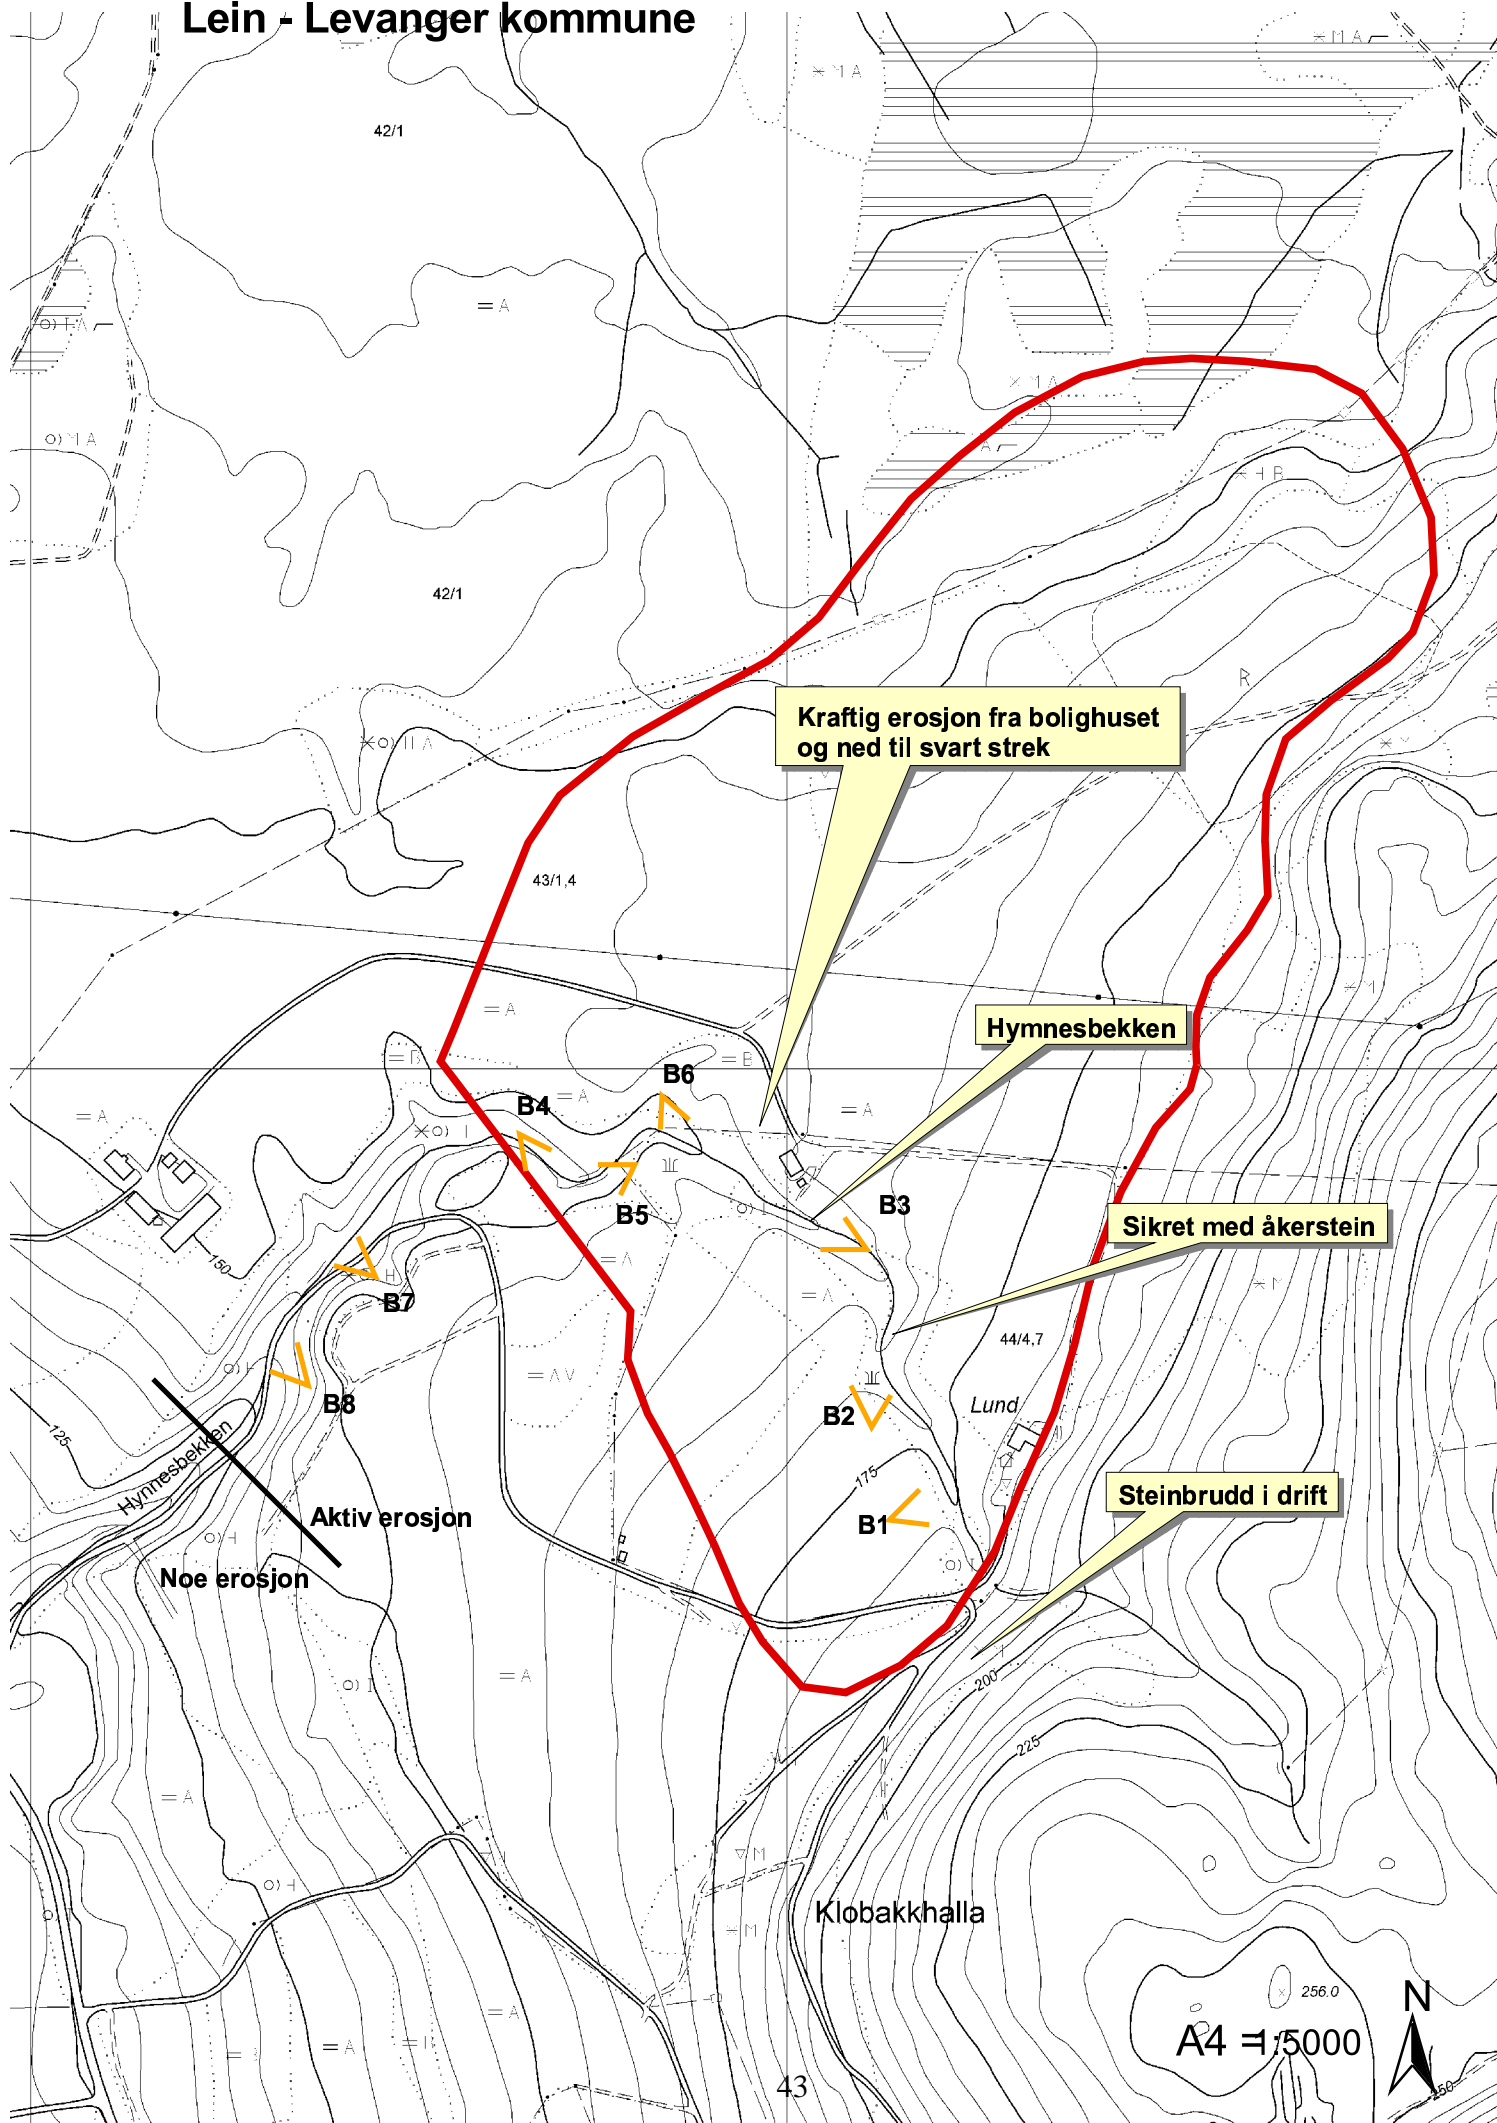 Lein - Levanger kommune
42/1
= A
42/1
Kraftig erosjon fra bolighuset
og ned til svart strek
R
43/1,4
= A
Hymnesbekken
= B
B6
= A
B4
= A
= A
B5
B3
Sikret med åkerstein
= A
= A
B7
150
44/4,7
= A V
Lund
B8
B2
125
Hynnesbekken
175
Steinbrudd i drift
B1
Aktiv erosjon
Noe erosjon
= A
200
225
= A
Klobakkhalla
256.0
N
= A
= A
A4 =1:5000
43
250